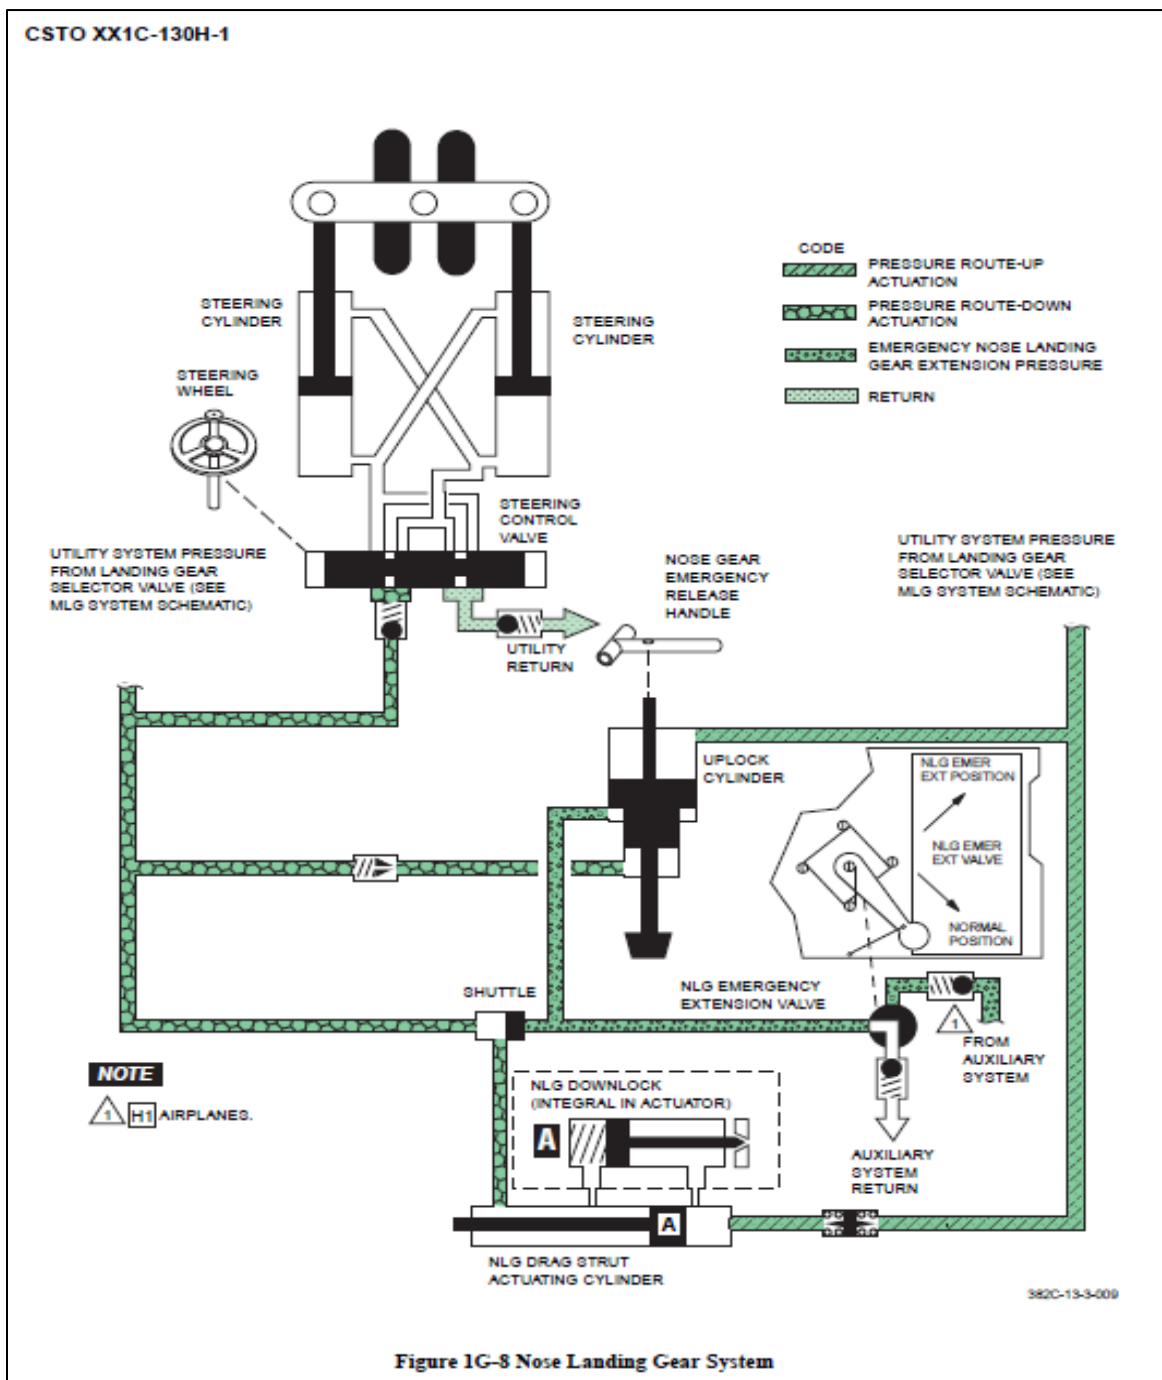 CSTO XX1C-130H-1
CODE
PRESSURE ROUTE-UP
ACTUATION
PRESSURE ROUTE-DOWN
ACTUATION
EMERGENCY NOSE LANDING
GEAR EXTENSION PRESSURE
RETURN
STEERING
CYLINDER
STEERING
CYLINDER
STEERING
WHEEL
STEERING
CONTROL
VALVE
UTILITY SYSTEM PRESSURE
FROM LANDING GEAR
SELECTOR VALVE (SEE
MLG SYSTEM SCHEMATIC)
NOSE GEAR
EMERGENCY
RELEASE
HANDLE
UTILITY SYSTEM PRESSURE
FROM LANDING GEAR
SELECTOR VALVE (SEE
MLG SYSTEM SCHEMATIC)
UTILITY
RETURN
UPLOCK
CYLINDER
NLG EMER
EXT POSITION
NLG EMER
EXT VALVE
NORMAL
POSITION
SHUTTLE
NLG EMERGENCY
EXTENSION VALVE
1
FROM
AUXILIARY
SYSTEM
NOTE
1 H1 AIRPLANES.
NLG DOWNLOCK
(INTEGRAL IN ACTUATOR)
A
AUXILIARY
SYSTEM
RETURN
A
NLG DRAG STRUT
ACTUATING CYLINDER
382C-13-3-009
Figure 1G-8 Nose Landing Gear System